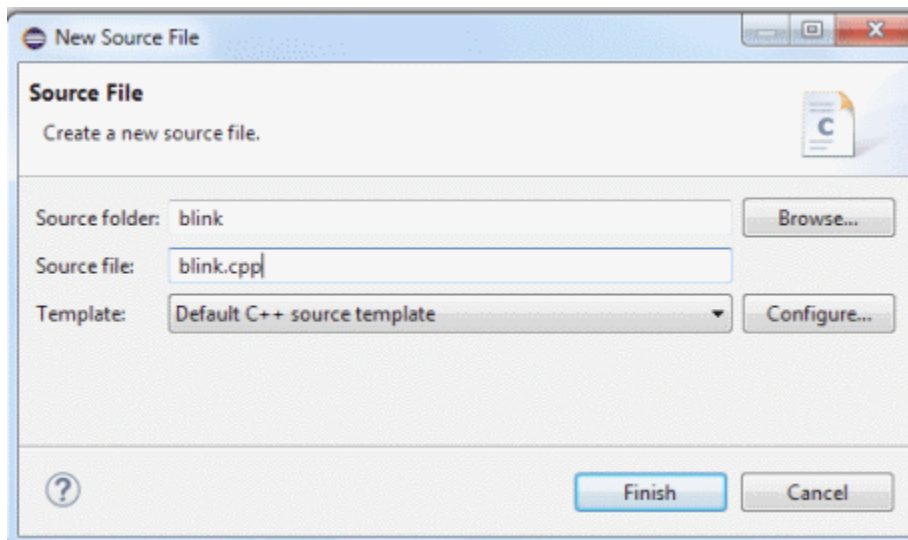 New Source File
Source File
Create a new source file.
C
Source folder: blink Browse...
Source file: blink.cpp
Template: Default C++ source template Configure...
? Finish Cancel